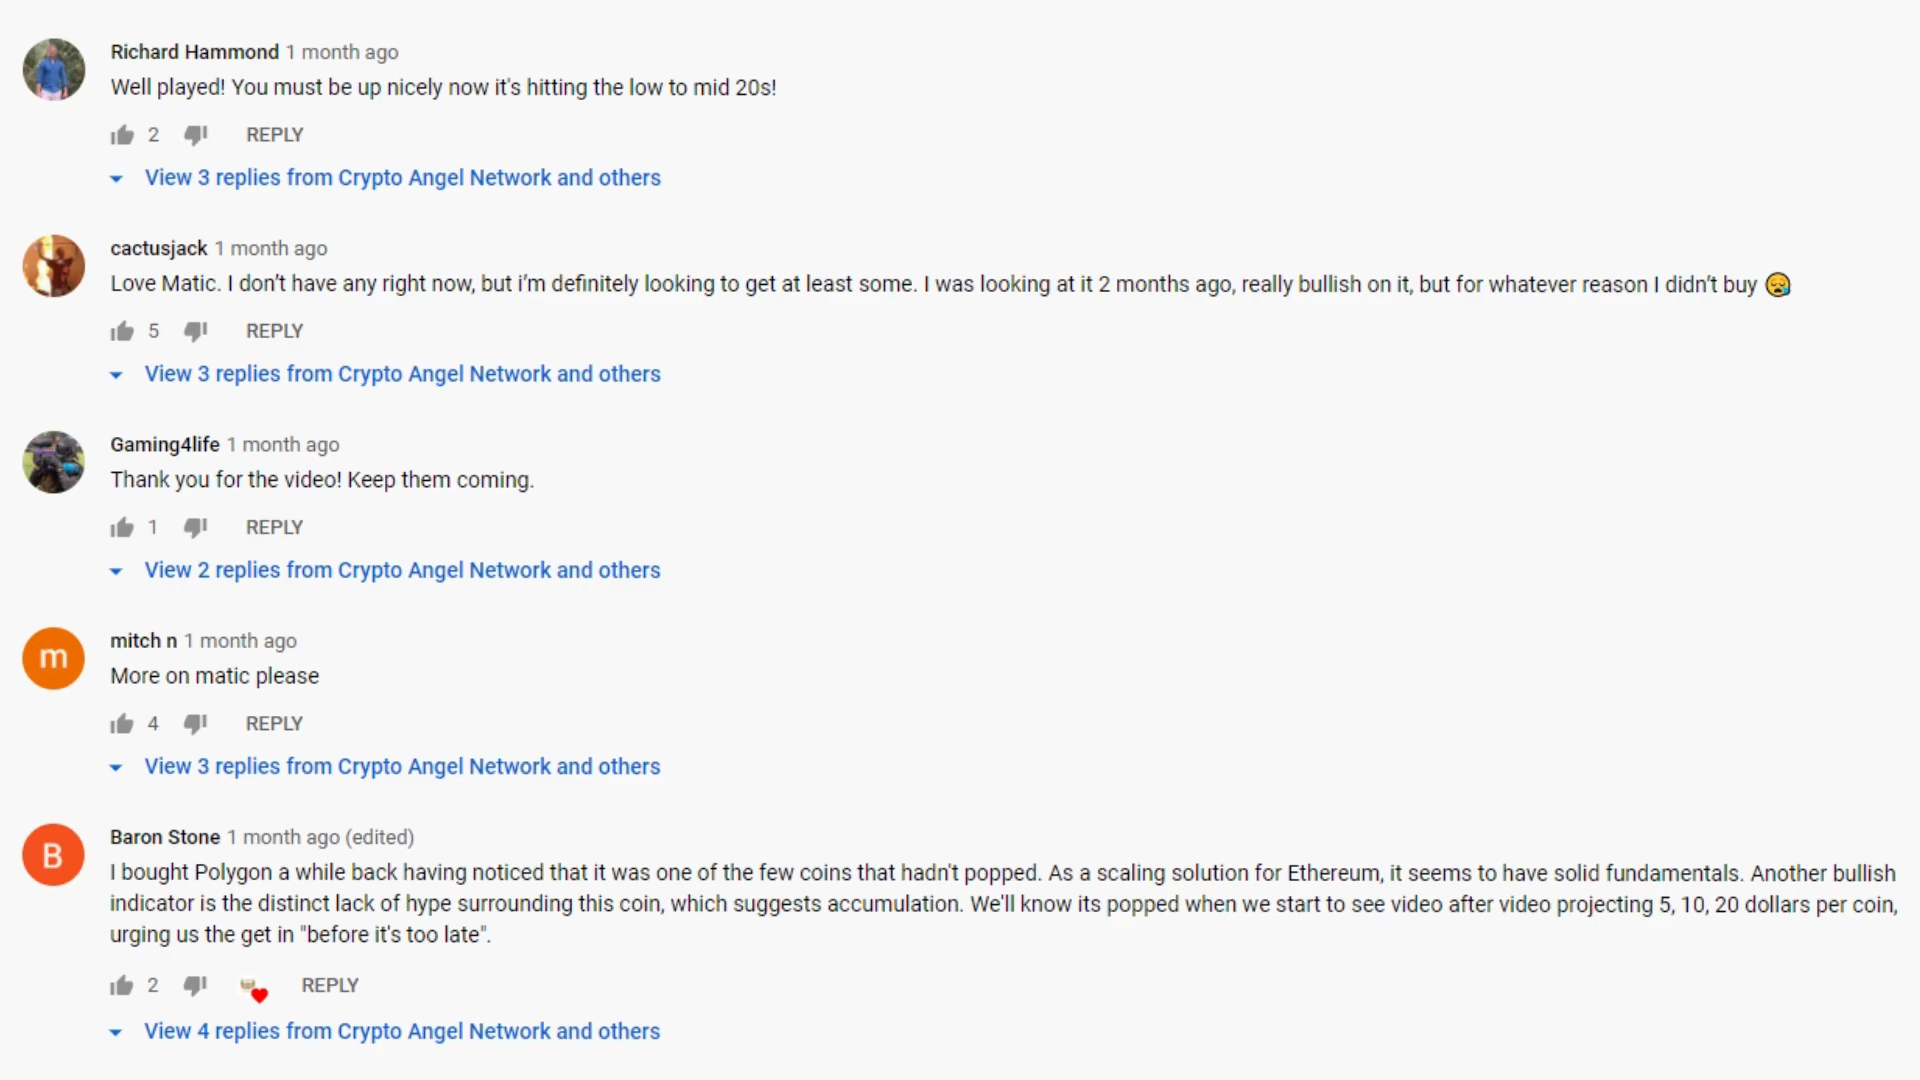 Richard Hammond 1 month ago
Well played! You must be up nicely now it's hitting the low to mid 20s!
2 REPLY
View 3 replies from Crypto Angel Network and others
cactusjack 1 month ago
Love Matic. I don’t have any right now, but i’m definitely looking to get at least some. I was looking at it 2 months ago, really bullish on it, but for whatever reason I didn’t buy 😪
5 REPLY
View 3 replies from Crypto Angel Network and others
Gaming4life 1 month ago
Thank you for the video! Keep them coming.
1 REPLY
View 2 replies from Crypto Angel Network and others
m
mitch n 1 month ago
More on matic please
4 REPLY
View 3 replies from Crypto Angel Network and others
B
Baron Stone 1 month ago (edited)
I bought Polygon a while back having noticed that it was one of the few coins that hadn't popped. As a scaling solution for Ethereum, it seems to have solid fundamentals. Another bullish
indicator is the distinct lack of hype surrounding this coin, which suggests accumulation. We'll know its popped when we start to see video after video projecting 5, 10, 20 dollars per coin,
urging us the get in "before it's too late".
2 REPLY
View 4 replies from Crypto Angel Network and others